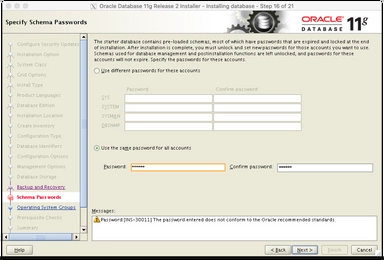 Oracle Database 11g Release 2 Installer - Installing database - Step 16 of 21
Specify Schema Passwords
ORACLE
DATABASE
11g
Configure Security Updates
Installation Option
System Class
Grid Options
Install Type
Product Languages
Database Edition
Installation Location
Create Inventory
Configuration Type
Database Identifiers
Configuration Options
Management Options
Database Storage
Backup and Recovery
Schema Passwords
Operating System Groups
Prerequisite Checks
Summary
The starter database contains pre-loaded schemas, most of which have passwords that are expired and locked at the end
of installation. After installation is complete, you must unlock and set new passwords for those accounts you want to use.
Schemas used for database management and postinstallation functions are left unlocked, and passwords for these
accounts will not expire. Specify the passwords for these accounts.
Use different passwords for these accounts
Password
Confirm password
SYS
SYSTEM
SYSMAN
DBSNMP
Use the same password for all accounts
Password: ******
Confirm password: ******
Messages:
Password:[INS-30011] The password entered does not conform to the Oracle recommended standards.
Help
< Back
Next >
Finish
Cancel